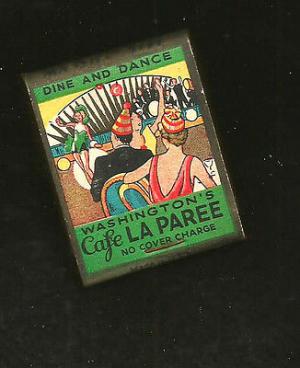 DINE AND DANCE
WASHINGTON'S
Cafe LA PAREE
NO COVER CHARGE